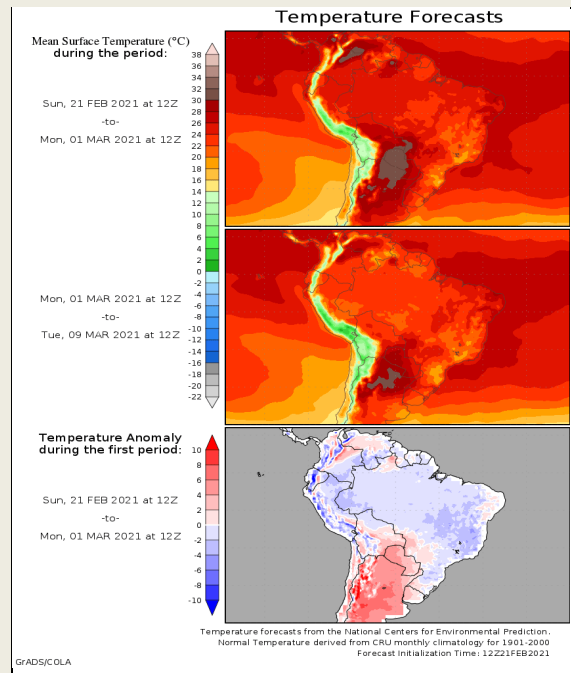 Temperature Forecasts
Mean Surface Temperature (°C)
during the period:
Sun, 21 FEB 2021 at 12Z
-to-
Mon, 01 MAR 2021 at 12Z
38
36
34
32
30
28
26
24
22
20
18
16
14
12
10
8
6
4
2
0
-2
-4
-6
-8
-10
-12
-14
-16
-18
-20
-22
Mon, 01 MAR 2021 at 12Z
-to-
Tue, 09 MAR 2021 at 12Z
Temperature Anomaly
during the first period:
Sun, 21 FEB 2021 at 12Z
-to-
Mon, 01 MAR 2021 at 12Z
10
8
6
4
2
0
-2
-4
-6
-8
-10
Temperature forecasts from the National Centers for Environmental Prediction.
Normal Temperature derived from CRU monthly climatology for 1901-2000
Forecast Initialization Time: 12Z21FEB2021
GrADS/COLA